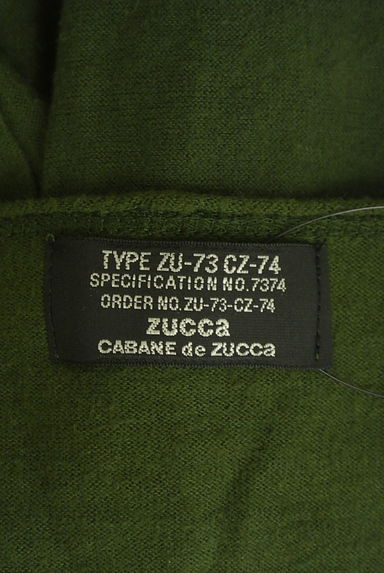 TYPE ZU-73 CZ-74
SPECIFICATION NO.7374
ORDER NO.ZU-73-CZ-74
zucca
CABANE de ZUCCa